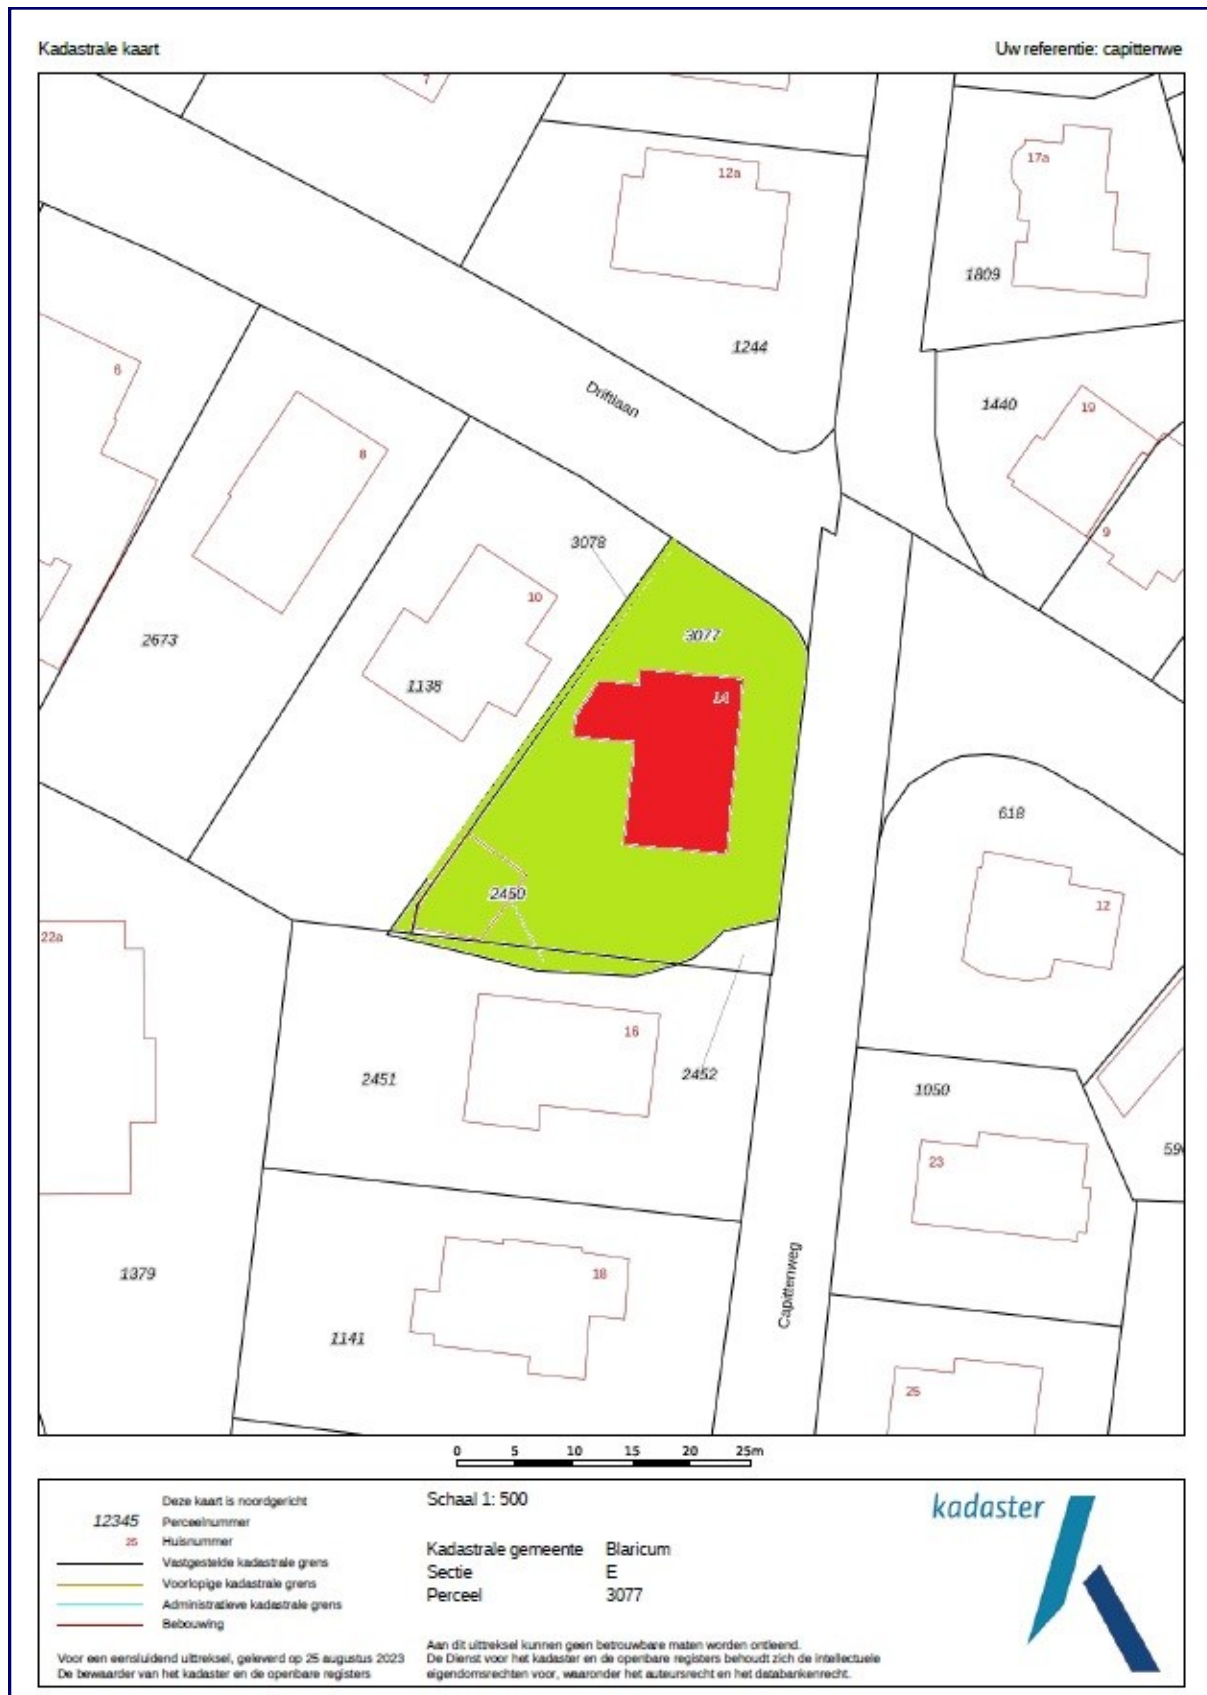 Kadastrale kaart
Uw referentie: capittenwe
7
12a
17a
1809
1244
6
Driftlaan
1440
19
8
9
3078
10
3077
2673
1138
1A
618
2450
12
22a
16
2451
2452
1050
23
59
1379
18
Capittenweg
1141
25
0 5 10 15 20 25m
Deze kaart is noordgericht
12345 Perceelnummer
25 Huisnummer
Vastgestelde kadastrale grens
Voorlopige kadastrale grens
Administratieve kadastrale grens
Bebouwing
Voor een eensluidend uittreksel, geleverd op 25 augustus 2023
De bewaarder van het kadaster en de openbare registers
Schaal 1: 500
Kadastrale gemeente Blaricum
Sectie E
Perceel 3077
Aan dit uittreksel kunnen geen betrouwbare maten worden ontleend.
De Dienst voor het kadaster en de openbare registers behoudt zich de intellectuele
eigendomsrechten voor, waaronder het auteursrecht en het databankenrecht.
kadaster